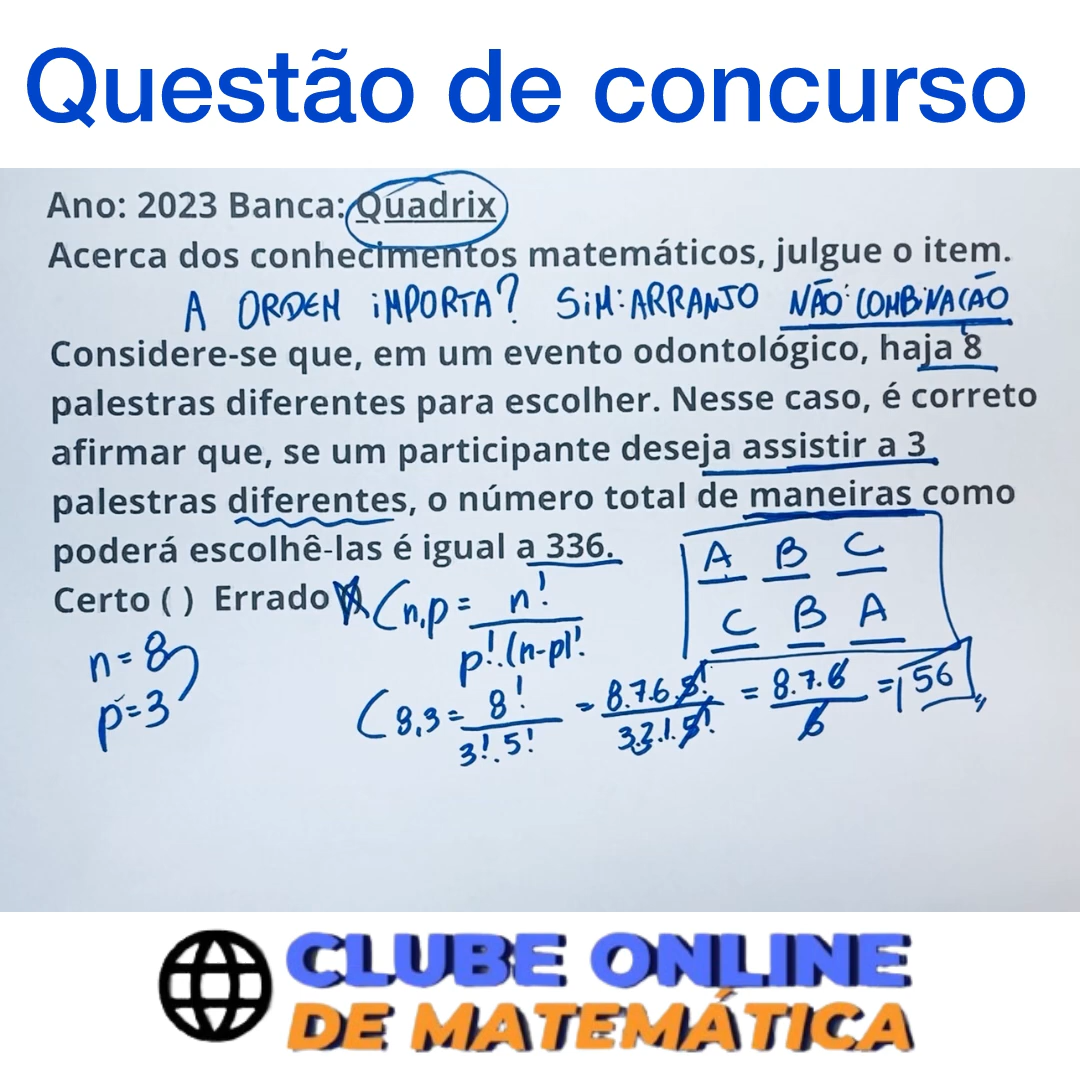 Questão de concurso
Ano: 2023 Banca: Quadrix
Acerca dos conhecimentos matemáticos, julgue o item.
A ORDEM iMPORTA? SiM: ARRANJO NÃO: COMBINAÇÃO
Considere-se que, em um evento odontológico, haja 8
palestras diferentes para escolher. Nesse caso, é correto
afirmar que, se um participante deseja assistir a 3
palestras diferentes, o número total de maneiras como
poderá escolhê-las é igual a 336.
A B C
Certo ( ) Errado (X)
C B A
Cn,p = n! / p!.(n-p)!
n=8
p=3
C8,3 = 8! / 3!.5! = 8.7.6.5! / 3.2.1.5! = 8.7.6 / 6 = 56
CLUBE ONLINE
DE MATEMÁTICA